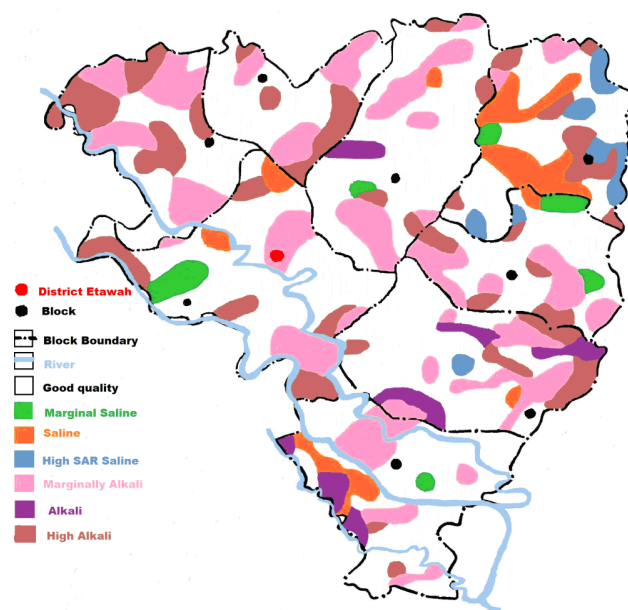 District Etawah
Block
Block Boundary
River
Good quality
Marginal Saline
Saline
High SAR Saline
Marginally Alkali
Alkali
High Alkali